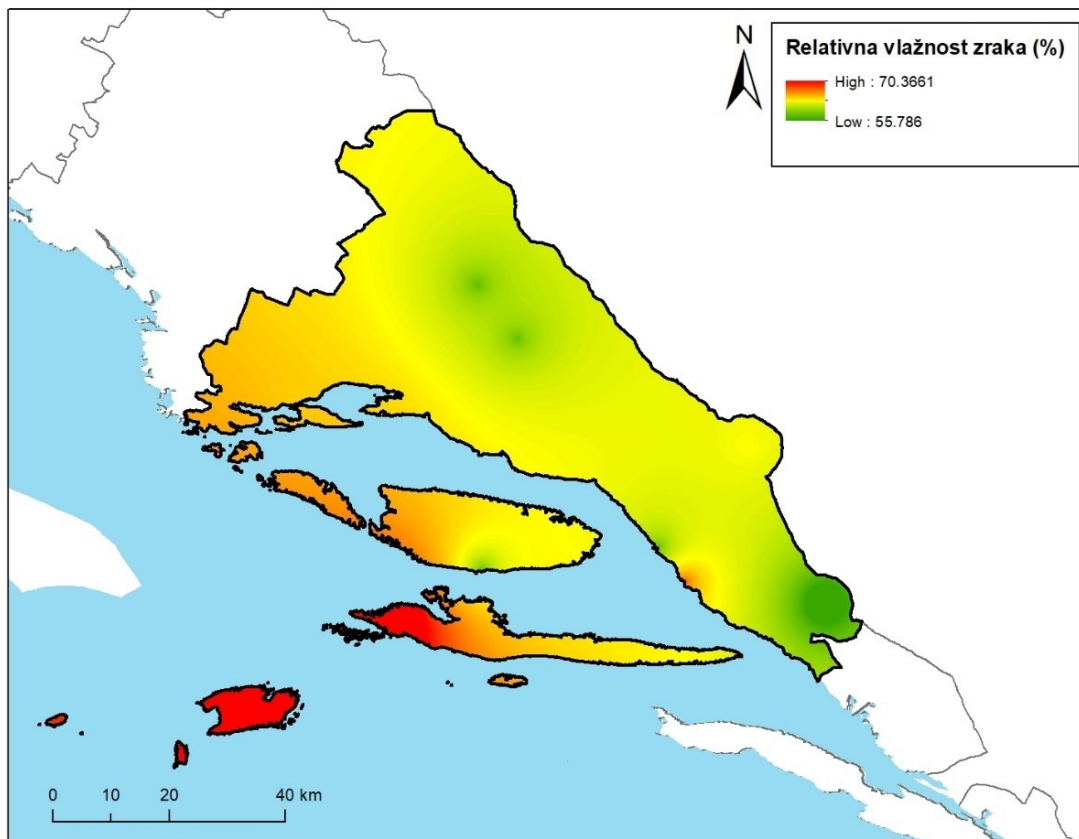 N
Relativna vlažnost zraka (%)
High : 70.3661
Low : 55.786
0 10 20 40 km